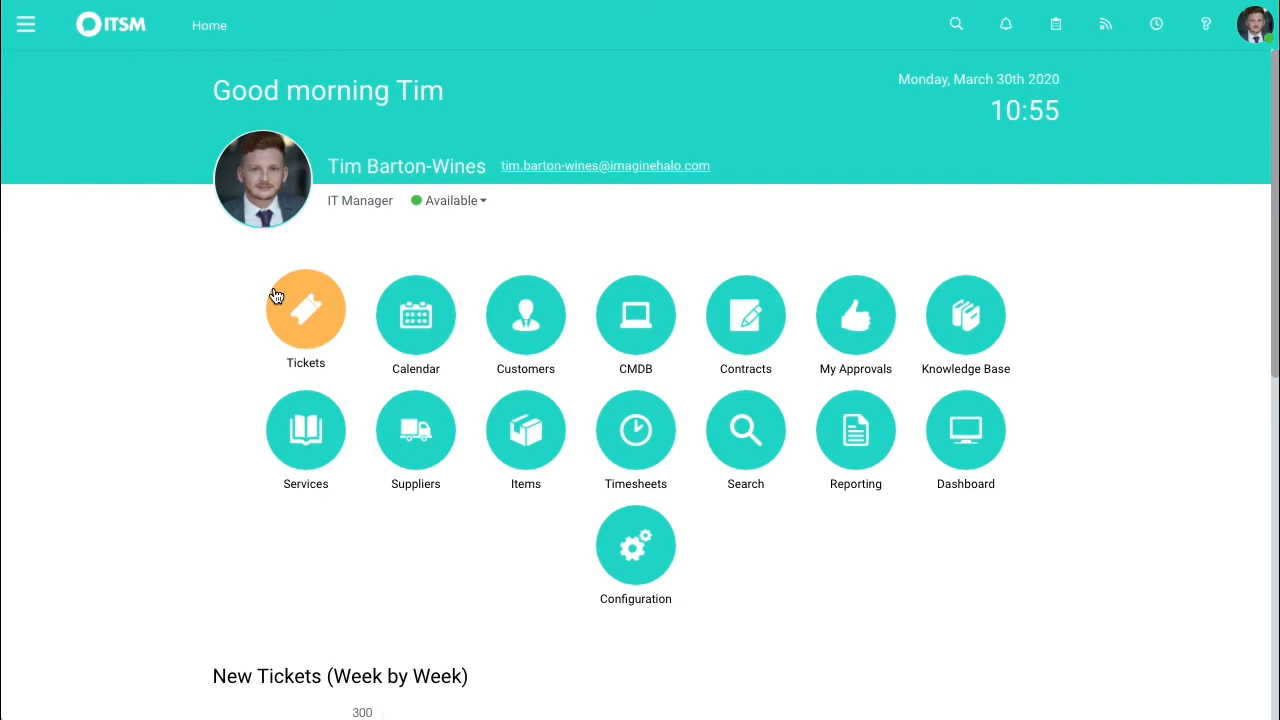 ITSM
Home
Good morning Tim
Monday, March 30th 2020
10:55
Tim Barton-Wines tim.barton-wines@imaginehalo.com
IT Manager Available
Tickets Calendar Customers CMDB Contracts My Approvals Knowledge Base
Services Suppliers Items Timesheets Search Reporting Dashboard
Configuration
New Tickets (Week by Week)
300